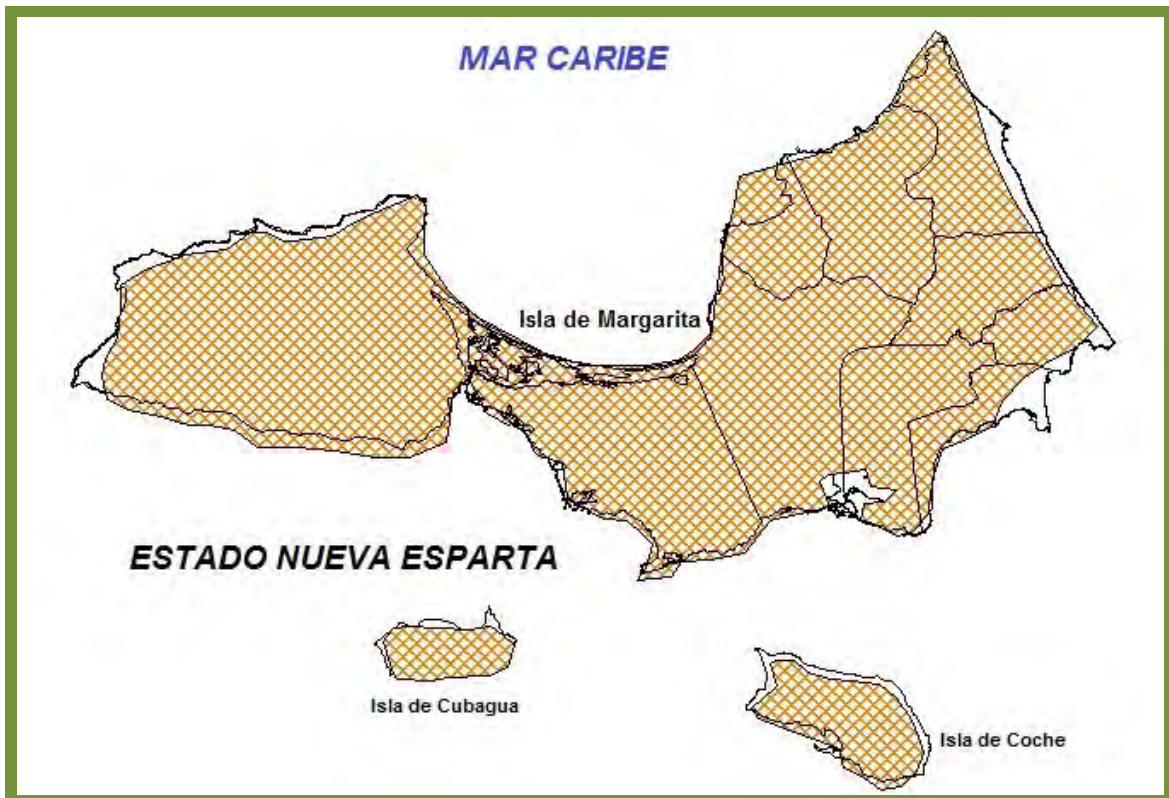 MAR CARIBE
Isla de Margarita
ESTADO NUEVA ESPARTA
Isla de Cubagua
Isla de Coche